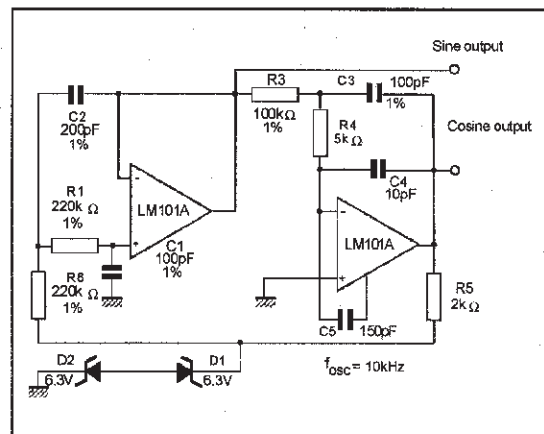 Sine output
R3
C3
100pF
1%
C2
200pF
1%
100kΩ
1%
R4
5kΩ
Cosine output
C4
10pF
R1
220k Ω
1%
LM101A
C1
100pF
1%
LM101A
R6
220k Ω
1%
R5
2kΩ
C5
150pF
D2
6.3V
D1
6.3V
fosc = 10kHz